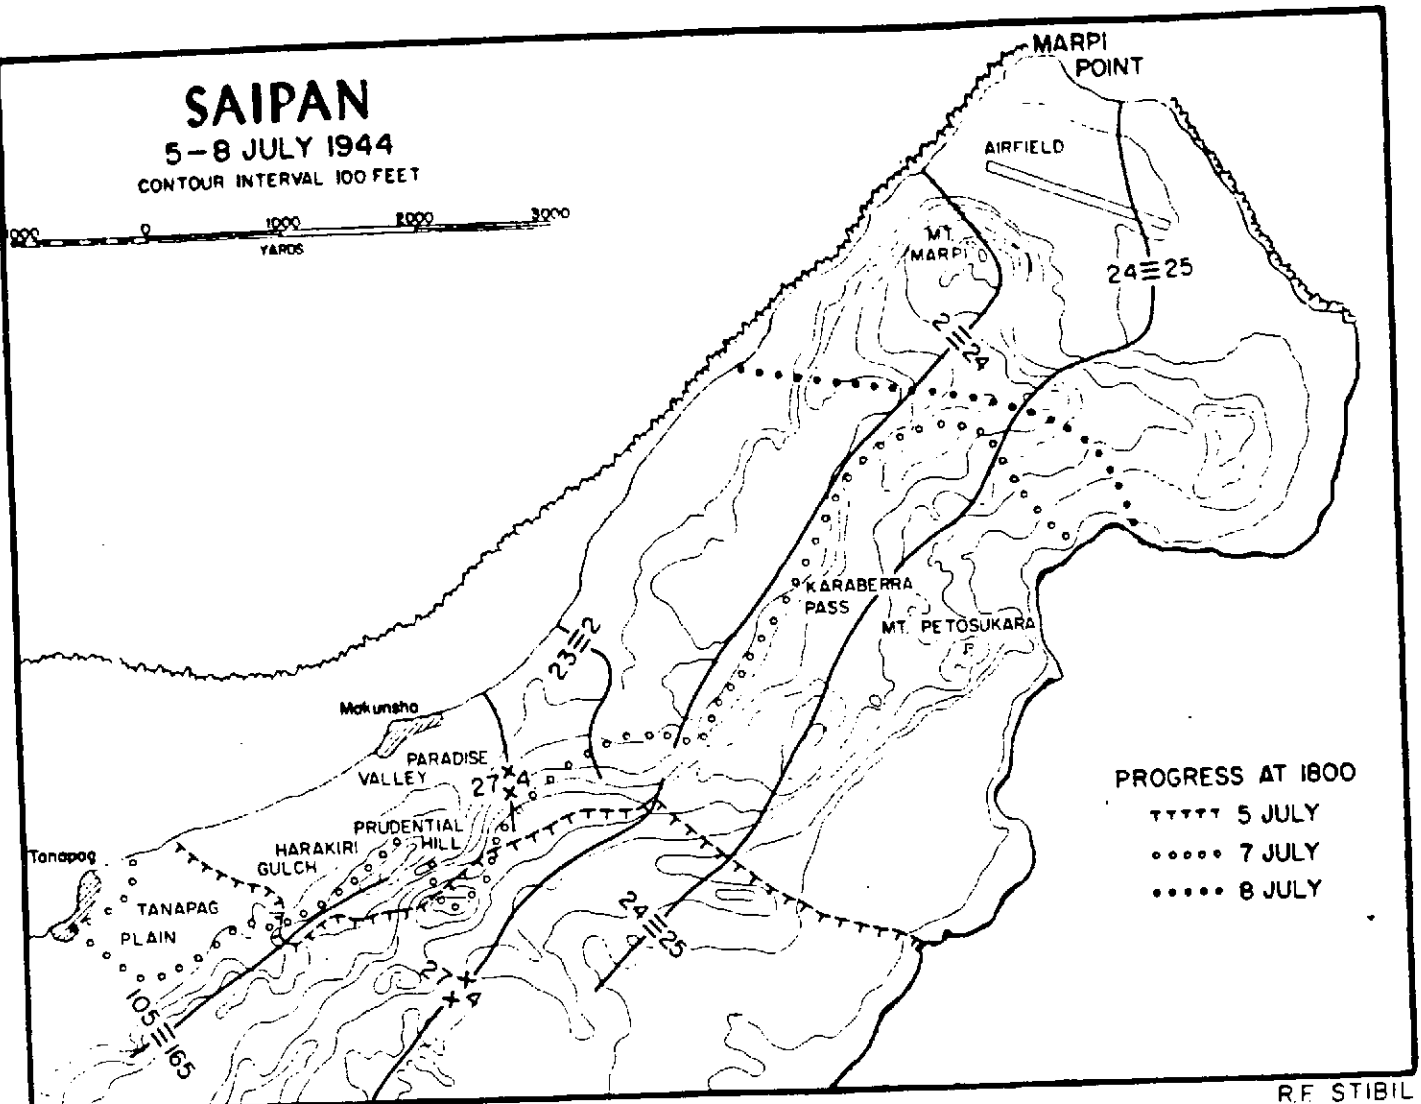 SAIPAN
5-8 JULY 1944
CONTOUR INTERVAL 100 FEET
1000 0 1000 2000 3000
YARDS
MARPI
POINT
AIRFIELD
MT.
MARPI
24 25
2 24
KARABERRA
PASS
MT. PETOSUKARA
23 2
Makunsha
PARADISE
VALLEY
27 4
PRUDENTIAL
HILL
HARAKIRI
GULCH
Tanapag
TANAPAG
PLAIN
24 25
27 4
105 165
PROGRESS AT 1800
5 JULY
7 JULY
8 JULY
R.F. STIBIL